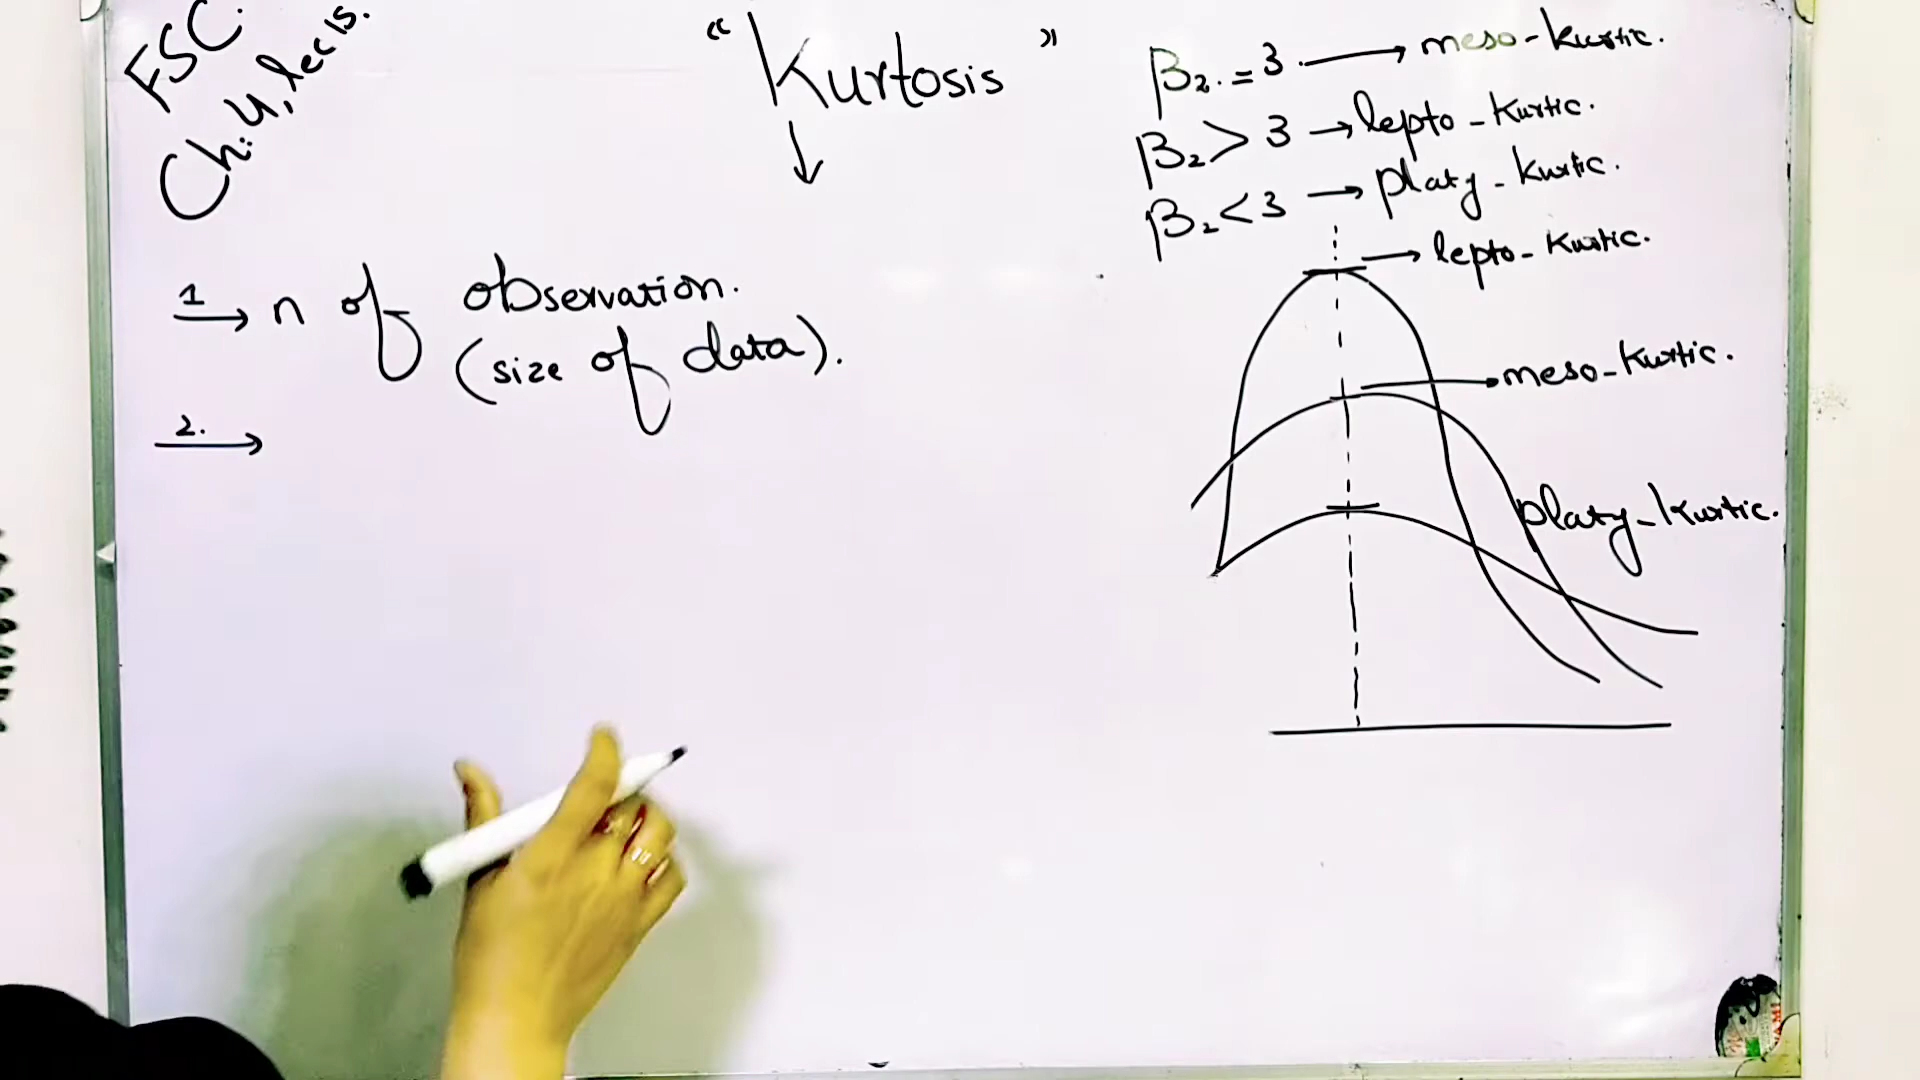 FSC.
Ch: 4, lec 15.
“Kurtosis”
1 → n of observation.
(size of data).
2. →
β₂. = 3. → meso-kurtic.
β₂ > 3 → lepto-kurtic.
β₂ < 3 → platy-kurtic.
→ lepto-kurtic.
→ meso-kurtic.
platy-kurtic.